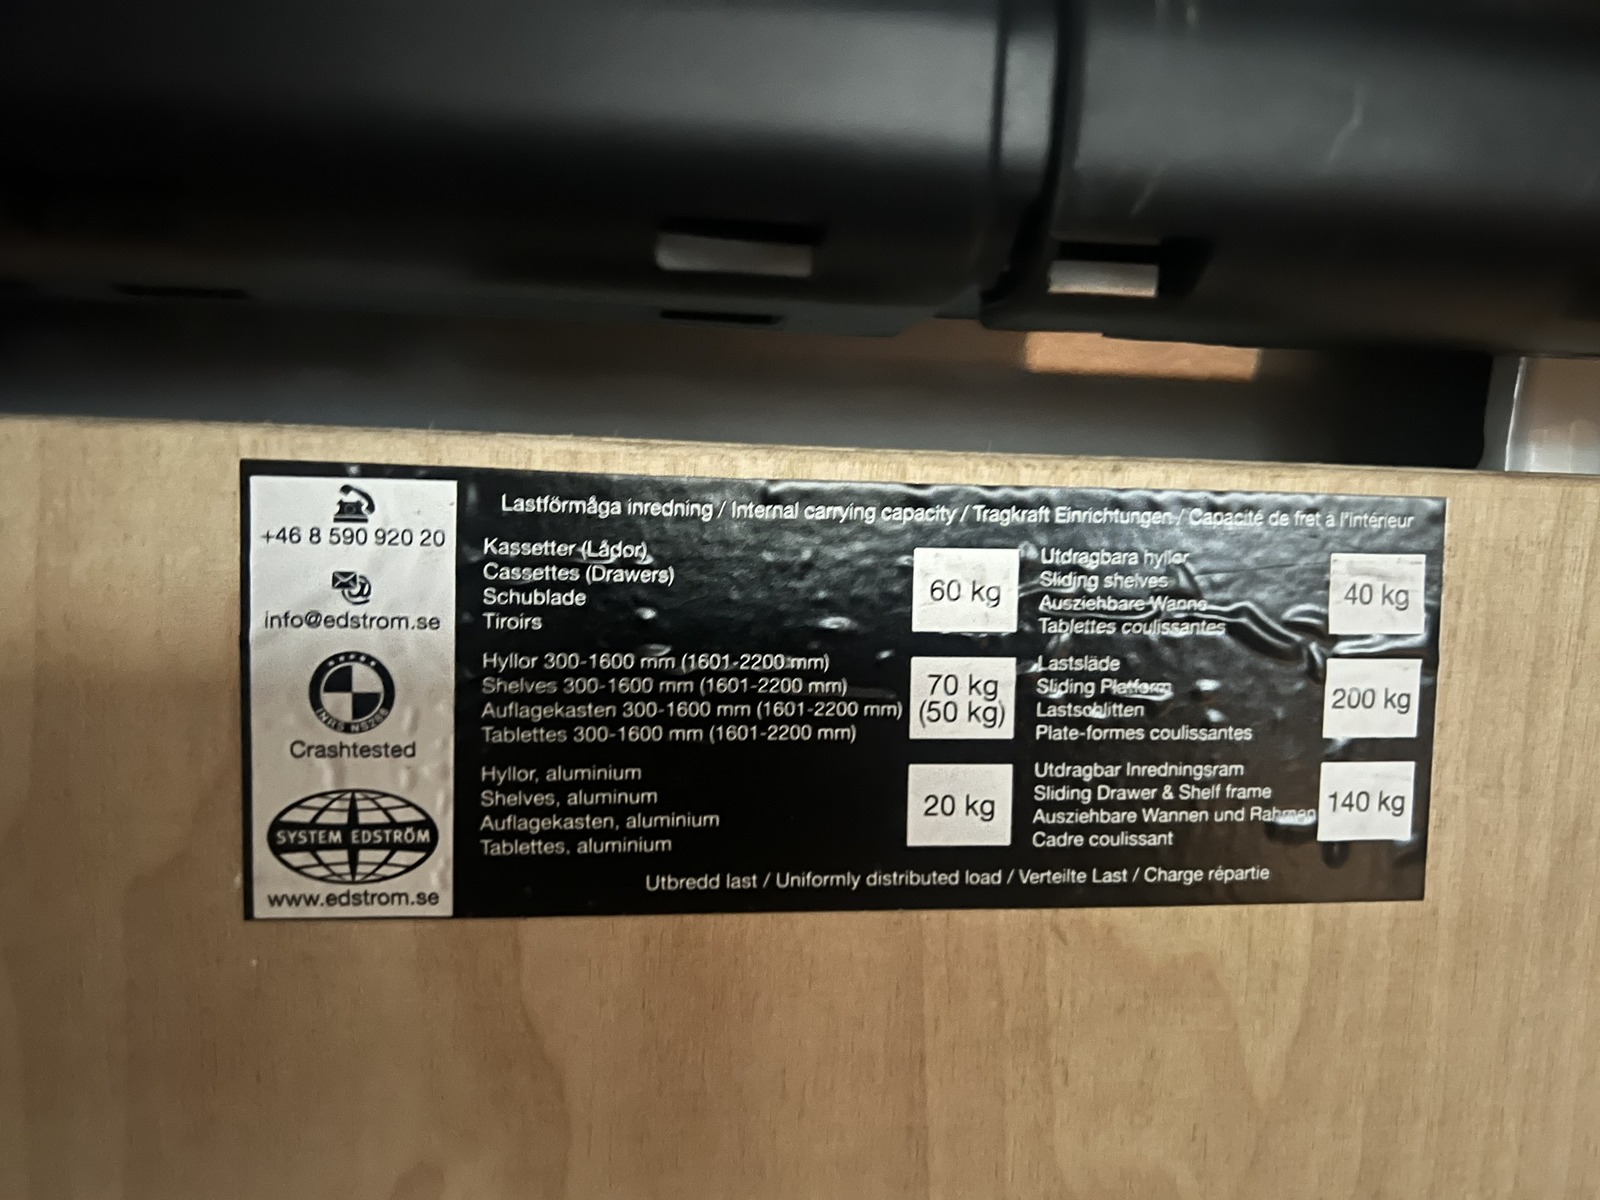 +46 8 590 920 20
info@edstrom.se
INRS NS286
Crashtested
SYSTEM EDSTRÖM
www.edstrom.se
Lastförmåga inredning / Internal carrying capacity / Tragkraft Einrichtungen / Capacité de fret à l'intérieur
Kassetter (Lådor)
Cassettes (Drawers)
Schublade
Tiroirs
60 kg
Hyllor 300-1600 mm (1601-2200 mm)
Shelves 300-1600 mm (1601-2200 mm)
Auflagekasten 300-1600 mm (1601-2200 mm)
Tablettes 300-1600 mm (1601-2200 mm)
70 kg
(50 kg)
Hyllor, aluminium
Shelves, aluminum
Auflagekasten, aluminium
Tablettes, aluminium
20 kg
Utdragbara hyllor
Sliding shelves
Ausziehbare Wanne
Tablettes coulissantes
40 kg
Lastsläde
Sliding Platform
Lastschlitten
Plate-formes coulissantes
200 kg
Utdragbar Inredningsram
Sliding Drawer & Shelf frame
Ausziehbare Wannen und Rahmen
Cadre coulissant
140 kg
Utbredd last / Uniformly distributed load / Verteilte Last / Charge répartie